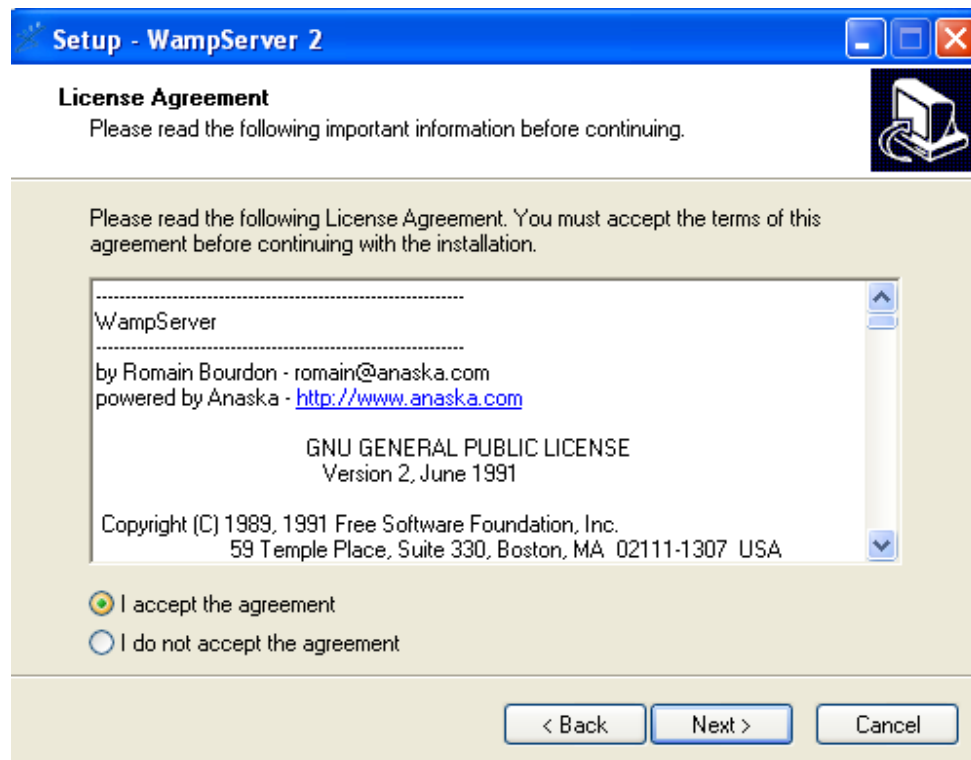 Setup - WampServer 2
License Agreement
Please read the following important information before continuing.
Please read the following License Agreement. You must accept the terms of this
agreement before continuing with the installation.
---------------------------------------------------------------
WampServer
---------------------------------------------------------------
by Romain Bourdon - romain@anaska.com
powered by Anaska - http://www.anaska.com
GNU GENERAL PUBLIC LICENSE
Version 2, June 1991
Copyright (C) 1989, 1991 Free Software Foundation, Inc.
59 Temple Place, Suite 330, Boston, MA 02111-1307 USA
I accept the agreement
I do not accept the agreement
< Back Next > Cancel